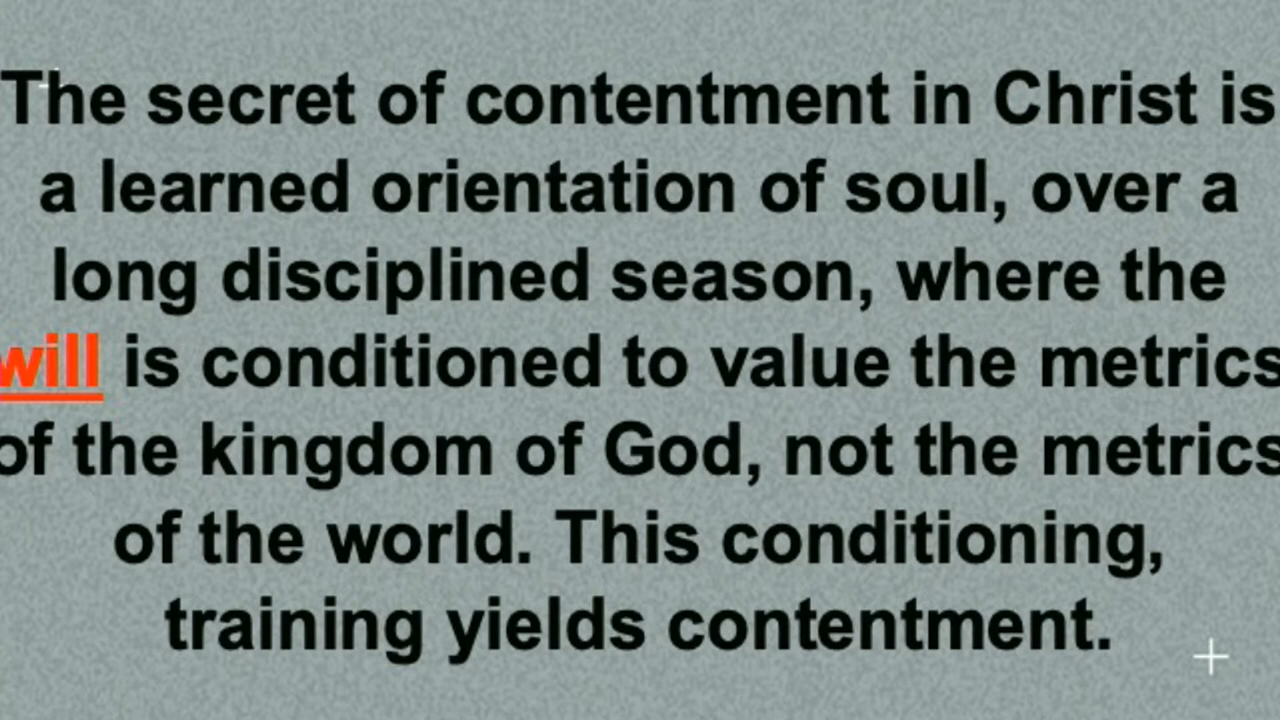 The secret of contentment in Christ is
a learned orientation of soul, over a
long disciplined season, where the
will is conditioned to value the metrics
of the kingdom of God, not the metrics
of the world. This conditioning,
training yields contentment.